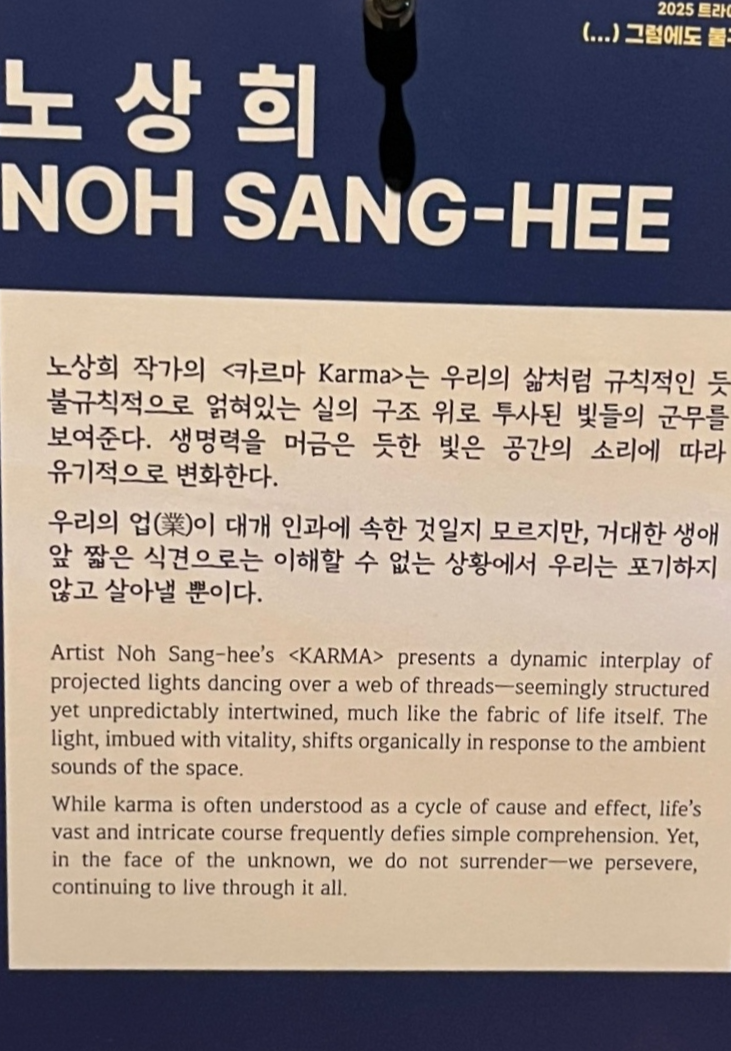 2025 트라이
(...) 그럼에도 불구
노상희
NOH SANG-HEE
노상희 작가의 <카르마 Karma>는 우리의 삶처럼 규칙적인 듯
불규칙적으로 얽혀있는 실의 구조 위로 투사된 빛들의 군무를
보여준다. 생명력을 머금은 듯한 빛은 공간의 소리에 따라
유기적으로 변화한다.
우리의 업(業)이 대개 인과에 속한 것일지 모르지만, 거대한 생애
앞 짧은 식견으로는 이해할 수 없는 상황에서 우리는 포기하지
않고 살아낼 뿐이다.
Artist Noh Sang-hee's <KARMA> presents a dynamic interplay of
projected lights dancing over a web of threads—seemingly structured
yet unpredictably intertwined, much like the fabric of life itself. The
light, imbued with vitality, shifts organically in response to the ambient
sounds of the space.
While karma is often understood as a cycle of cause and effect, life's
vast and intricate course frequently defies simple comprehension. Yet,
in the face of the unknown, we do not surrender—we persevere,
continuing to live through it all.